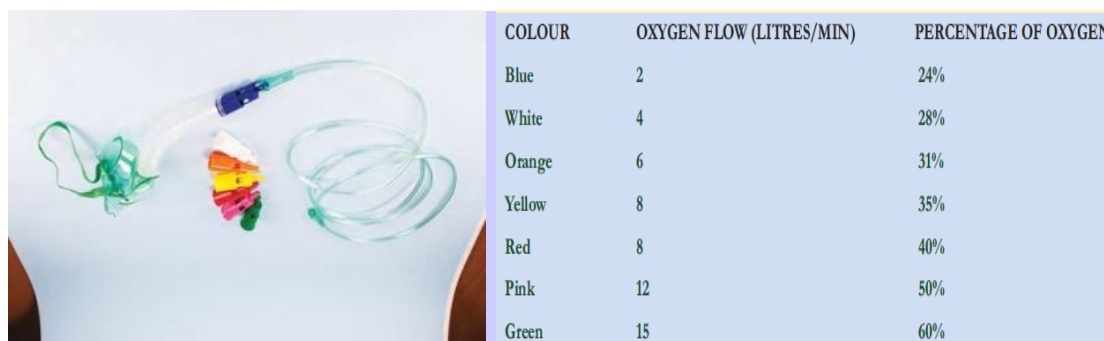 COLOUR OXYGEN FLOW (LITRES/MIN) PERCENTAGE OF OXYGEN
Blue 2 24%
White 4 28%
Orange 6 31%
Yellow 8 35%
Red 8 40%
Pink 12 50%
Green 15 60%